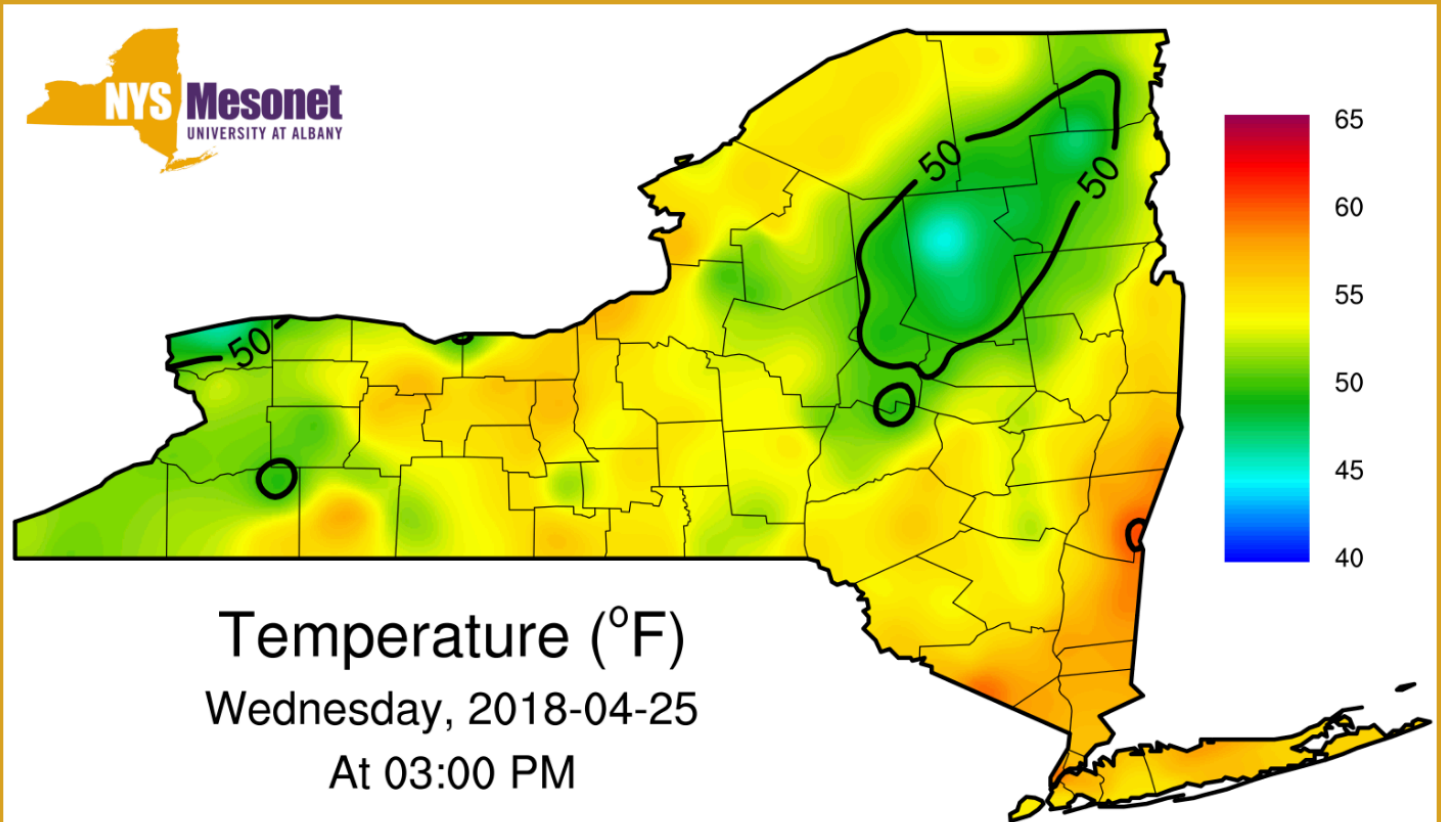 NYS Mesonet
UNIVERSITY AT ALBANY
50
50
50
65
60
55
50
45
40
Temperature (°F)
Wednesday, 2018-04-25
At 03:00 PM